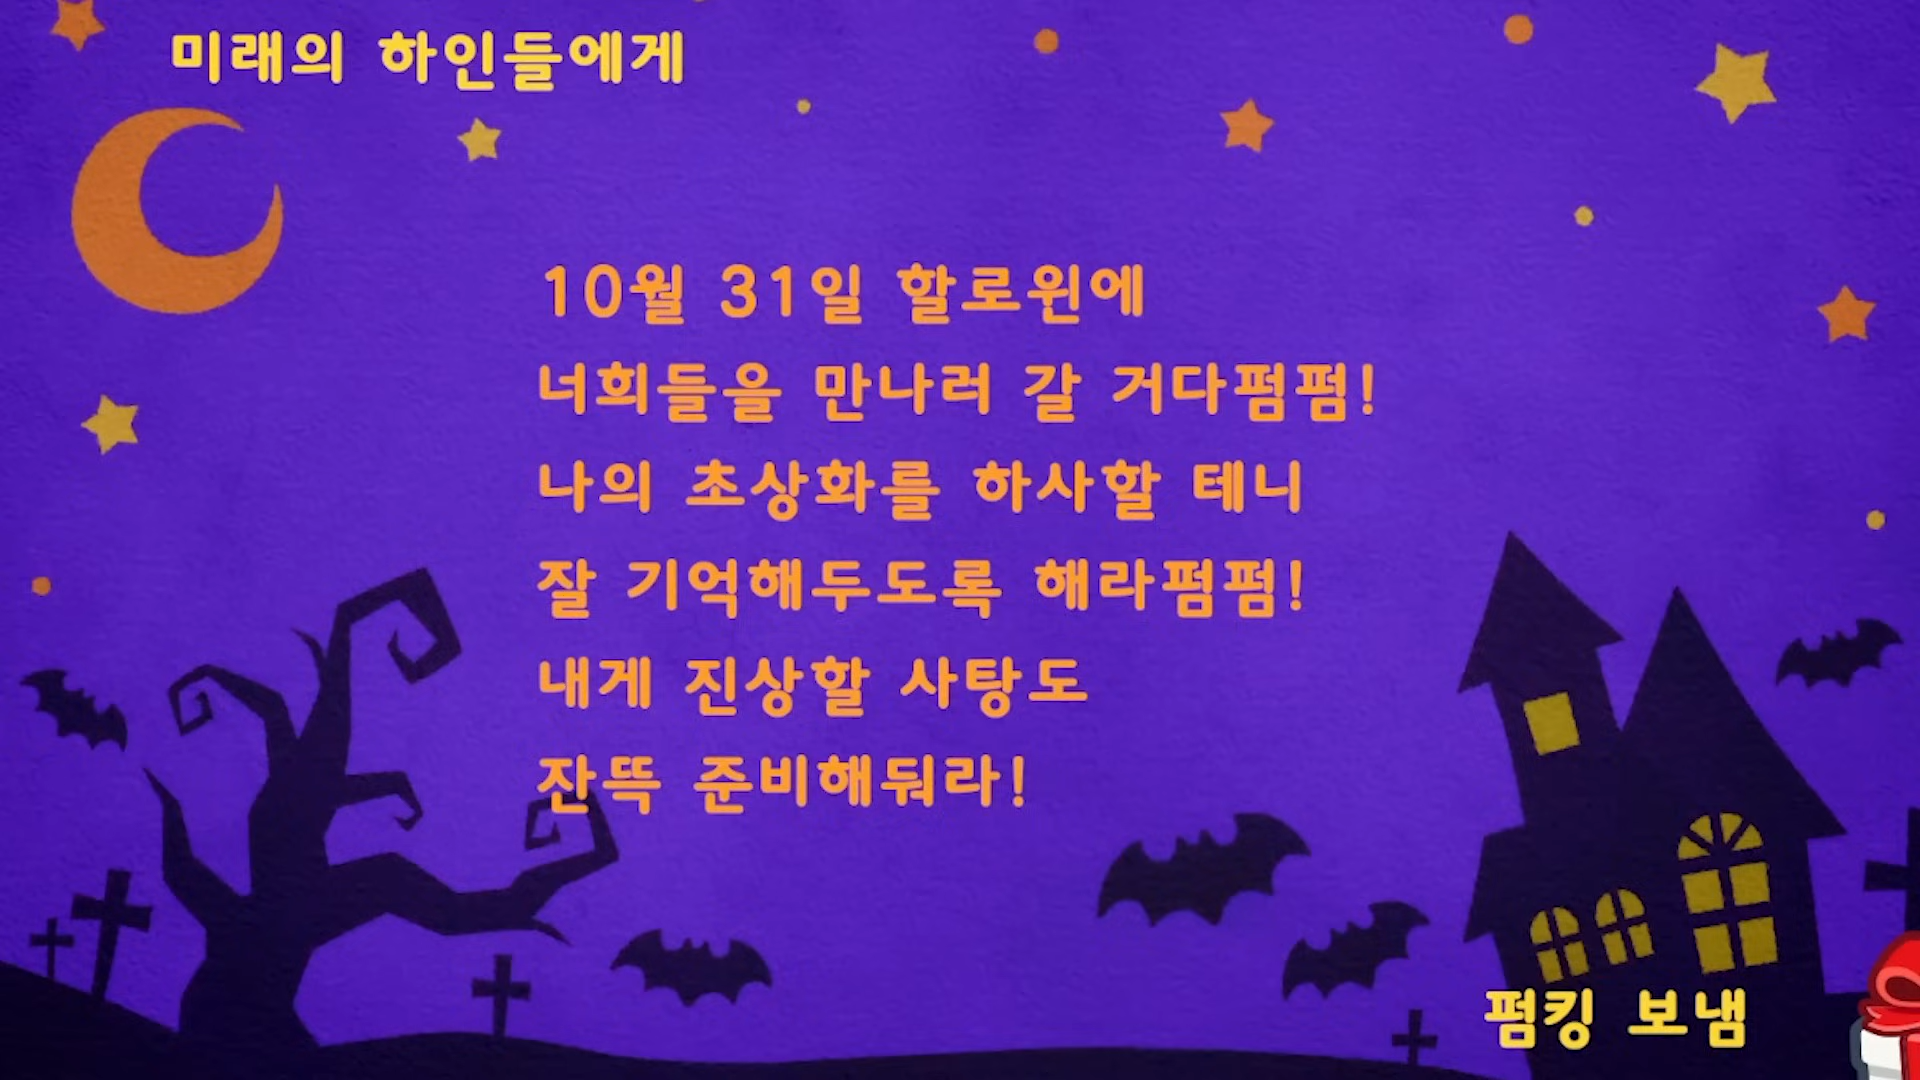 미래의 하인들에게
10월 31일 할로윈에
너희들을 만나러 갈 거다펌펌!
나의 초상화를 하사할 테니
잘 기억해두도록 해라펌펌!
내게 진상할 사탕도
잔뜩 준비해둬라!
펌킹 보냄